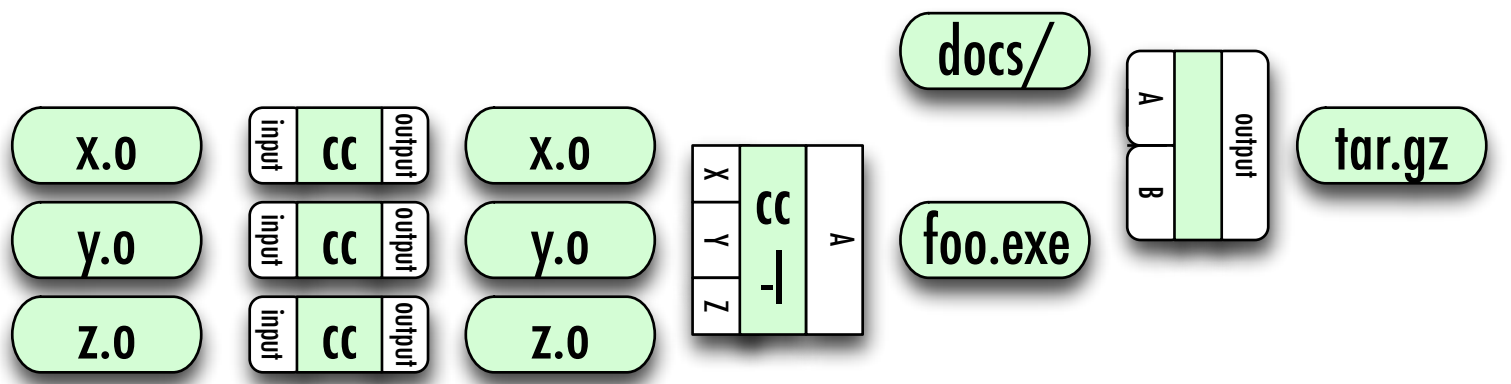 x.o
y.o
z.o
input
cc
output
input
cc
output
input
cc
output
x.o
y.o
z.o
X
Y
Z
cc
-l
A
docs/
foo.exe
A
B
output
tar.gz